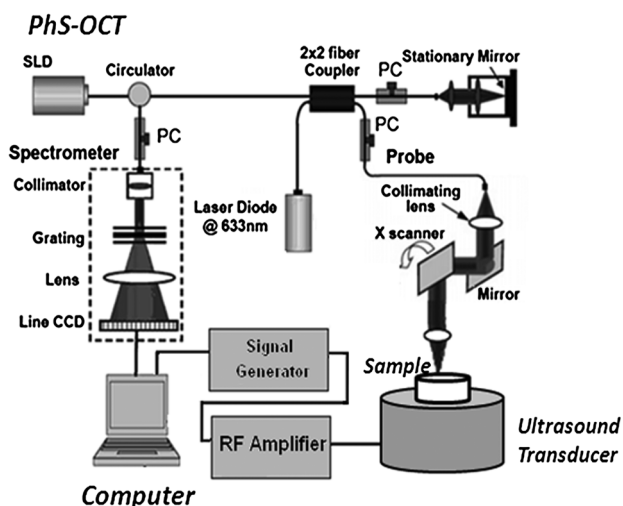 PhS-OCT
SLD
Circulator
2x2 fiber
Coupler
PC
Stationary Mirror
PC
PC
Spectrometer
Probe
Collimator
Laser Diode
@ 633nm
Collimating
lens
Grating
X scanner
Lens
Mirror
Line CCD
Signal
Generator
Sample
RF Amplifier
Ultrasound
Transducer
Computer